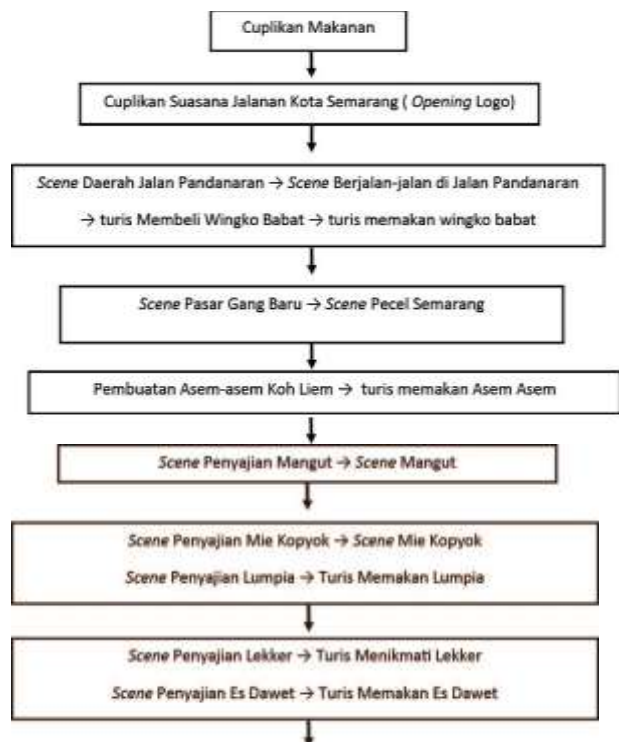 Cuplikan Makanan
Cuplikan Suasana Jalanan Kota Semarang ( Opening Logo)
Scene Daerah Jalan Pandanaran → Scene Berjalan-jalan di Jalan Pandanaran
→ turis Membeli Wingko Babat → turis memakan wingko babat
Scene Pasar Gang Baru → Scene Pecel Semarang
Pembuatan Asem-asem Koh Liem → turis memakan Asem Asem
Scene Penyajian Mangut → Scene Mangut
Scene Penyajian Mie Kopyok → Scene Mie Kopyok
Scene Penyajian Lumpia → Turis Memakan Lumpia
Scene Penyajian Lekker → Turis Menikmati Lekker
Scene Penyajian Es Dawet → Turis Memakan Es Dawet